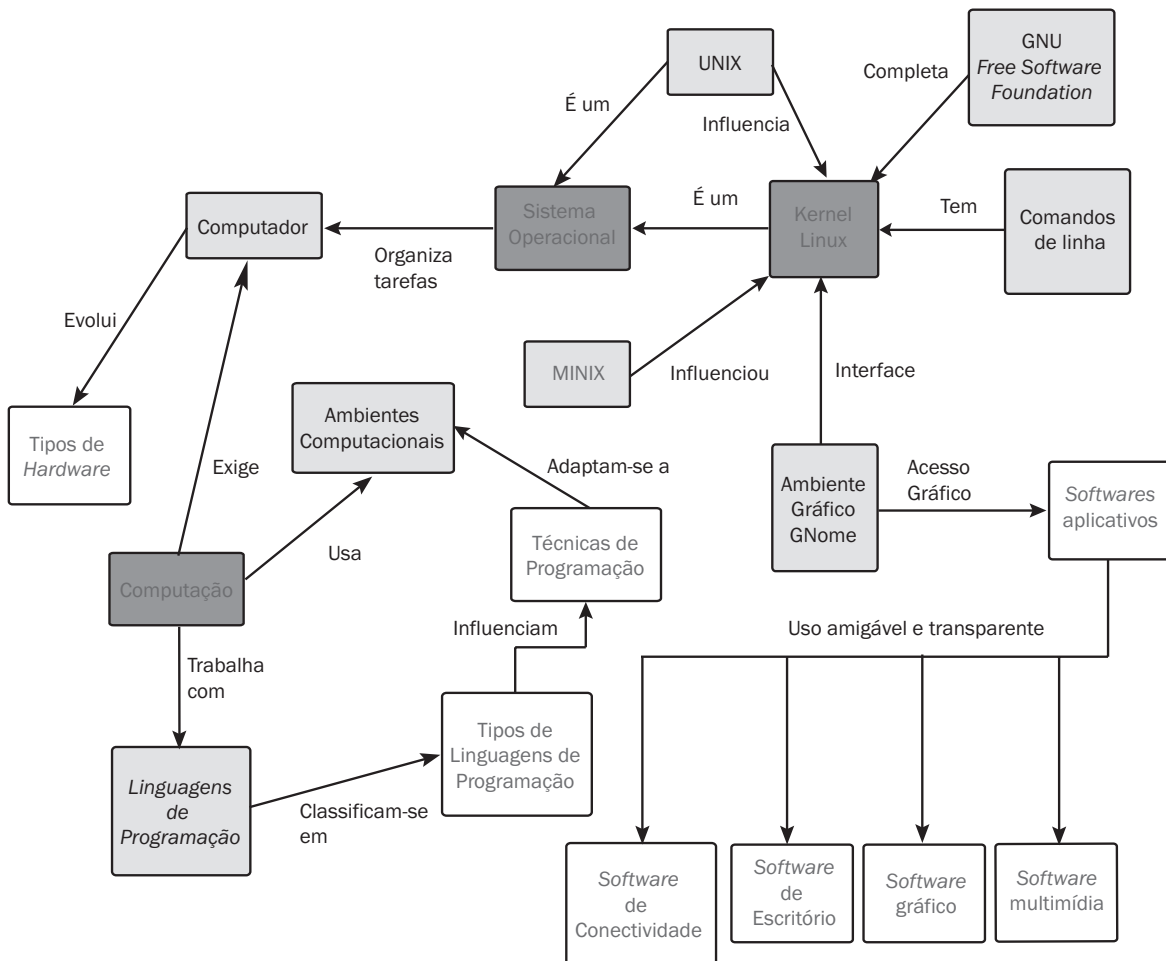 UNIX
GNU
Free Software
Foundation
Completa
É um
Influencia
Computador
Sistema
Operacional
É um
Kernel
Linux
Tem
Comandos
de linha
Organiza
tarefas
Evolui
MINIX
Influenciou
Interface
Tipos de
Hardware
Ambientes
Computacionais
Exige
Adaptam-se a
Ambiente
Gráfico
GNome
Acesso
Gráfico
Softwares
aplicativos
Usa
Técnicas de
Programação
Computação
Influenciam
Uso amigável e transparente
Trabalha
com
Tipos de
Linguagens de
Programação
Linguagens
de
Programação
Classificam-se
em
Software
de
Conectividade
Software
de
Escritório
Software
gráfico
Software
multimídia